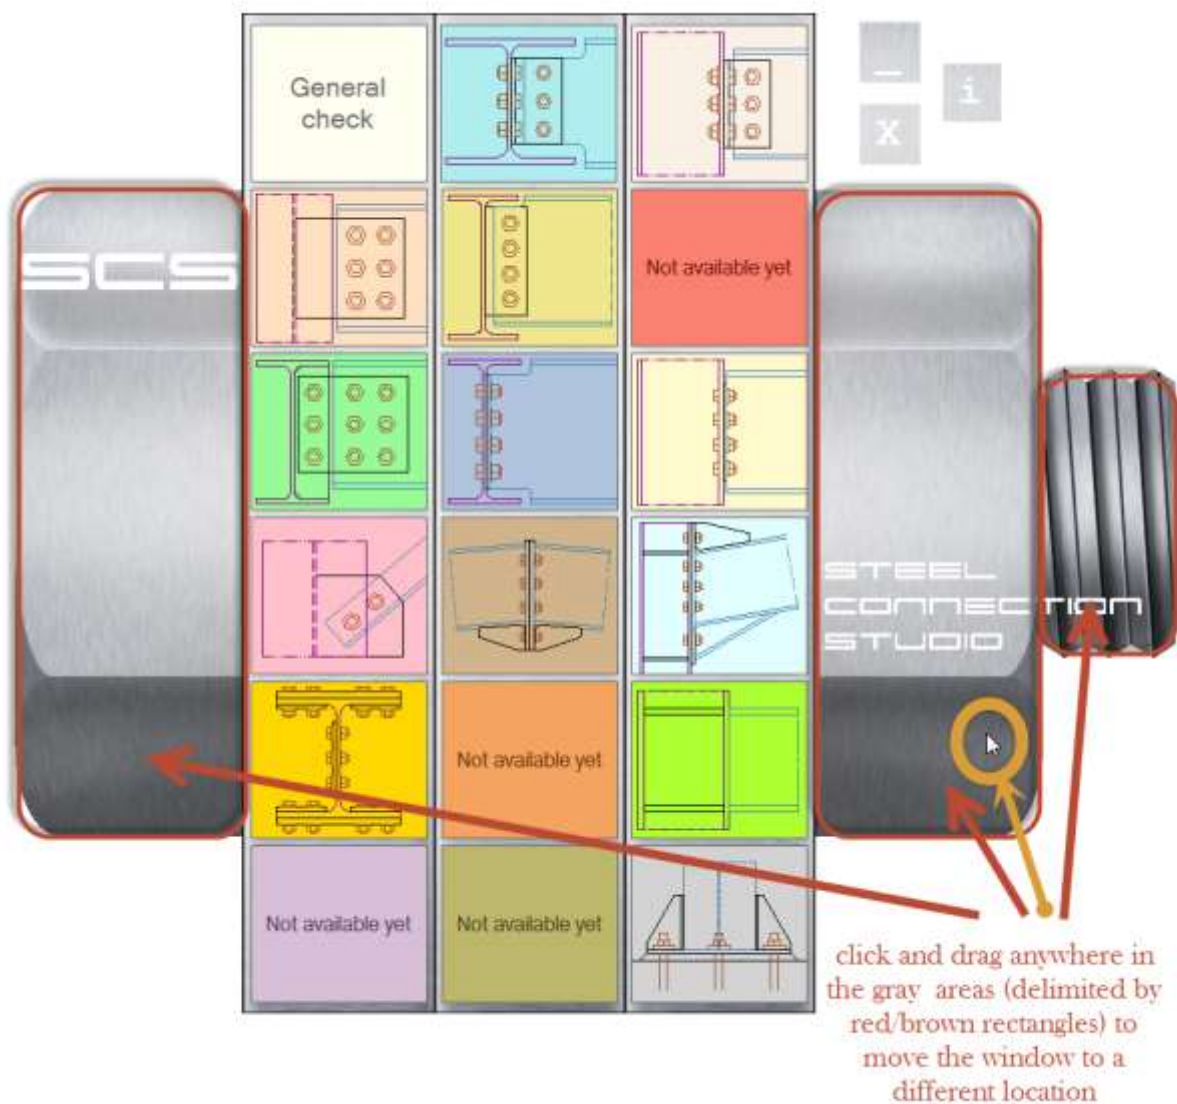 General
check
_
i
X
SCS
Not available yet
STEEL
CONNECTION
STUDIO
Not available yet
Not available yet
Not available yet
click and drag anywhere in
the gray areas (delimited by
red/brown rectangles) to
move the window to a
different location